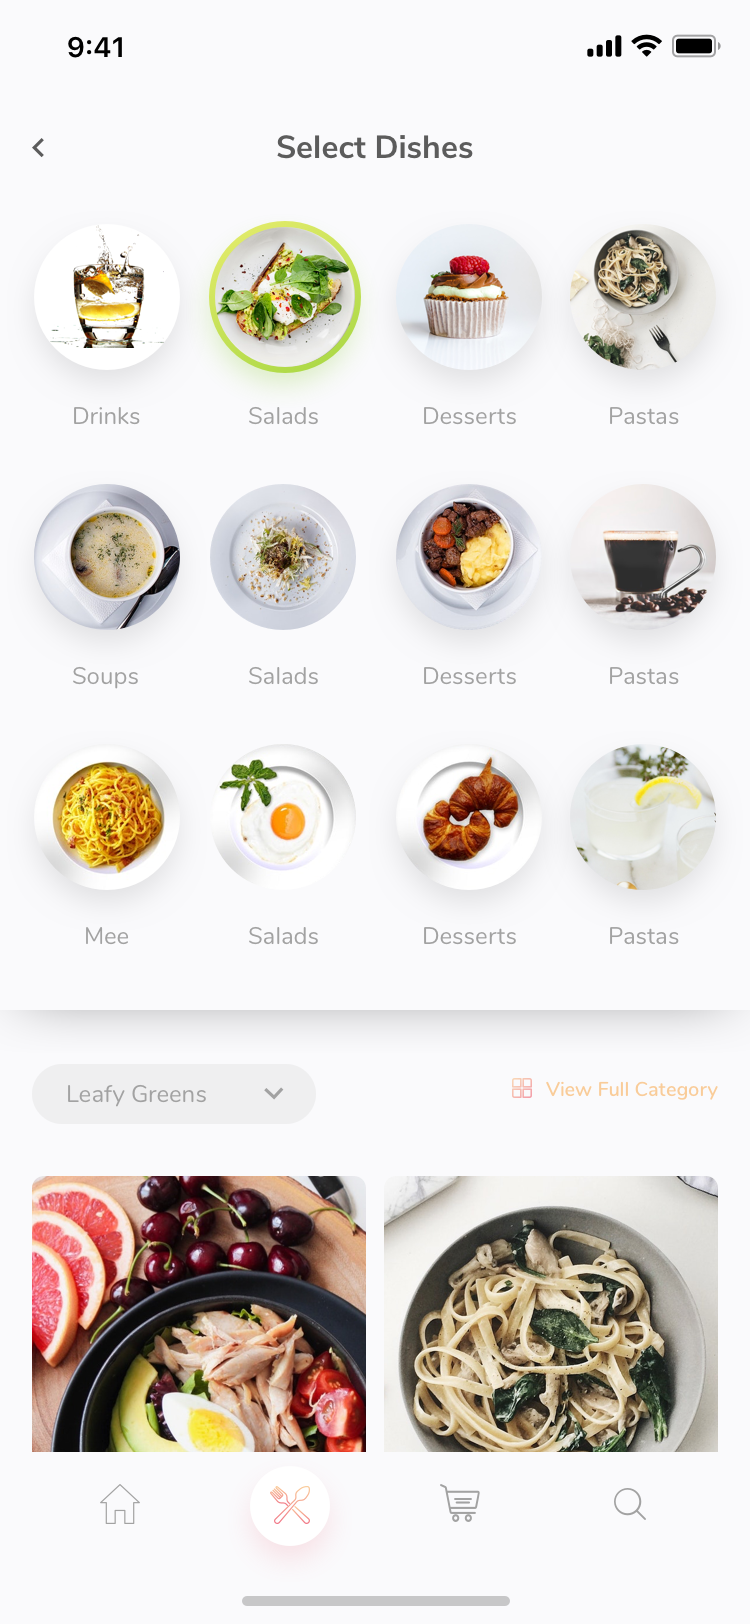 9:41
Select Dishes
Drinks
Salads
Desserts
Pastas
Soups
Salads
Desserts
Pastas
Mee
Salads
Desserts
Pastas
Leafy Greens
View Full Category